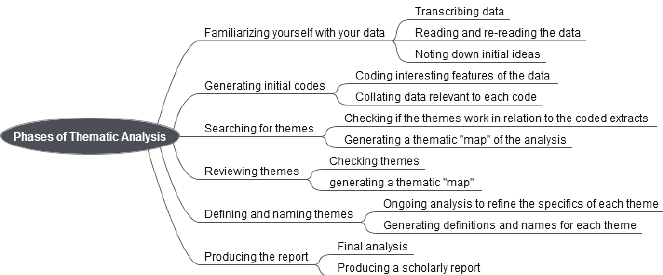 Phases of Thematic Analysis
Familiarizing yourself with your data
Transcribing data
Reading and re-reading the data
Noting down initial ideas
Generating initial codes
Coding interesting features of the data
Collating data relevant to each code
Searching for themes
Checking if the themes work in relation to the coded extracts
Generating a thematic "map" of the analysis
Reviewing themes
Checking themes
generating a thematic "map"
Defining and naming themes
Ongoing analysis to refine the specifics of each theme
Generating definitions and names for each theme
Producing the report
Final analysis
Producing a scholarly report